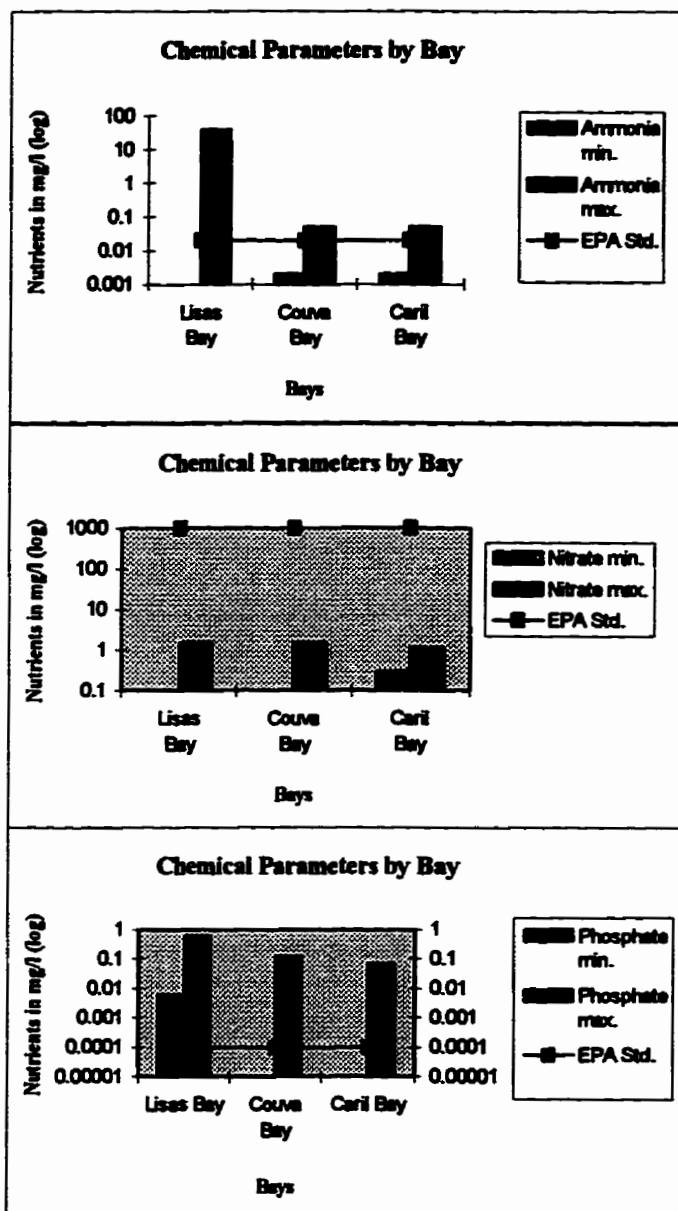 Chemical Parameters by Bay
Nutrients in mg/l (log)
100
10
1
0.1
0.01
0.001
Lisas Bay
Couva Bay
Caril Bay
Bays
Ammonia min.
Ammonia max.
EPA Std.
Chemical Parameters by Bay
Nutrients in mg/l (log)
1000
100
10
1
0.1
Lisas Bay
Couva Bay
Caril Bay
Bays
Nitrate min.
Nitrate max.
EPA Std.
Chemical Parameters by Bay
Nutrients in mg/l (log)
1
0.1
0.01
0.001
0.0001
0.00001
1
0.1
0.01
0.001
0.0001
0.00001
Lisas Bay
Couva Bay
Caril Bay
Bays
Phosphate min.
Phosphate max.
EPA Std.